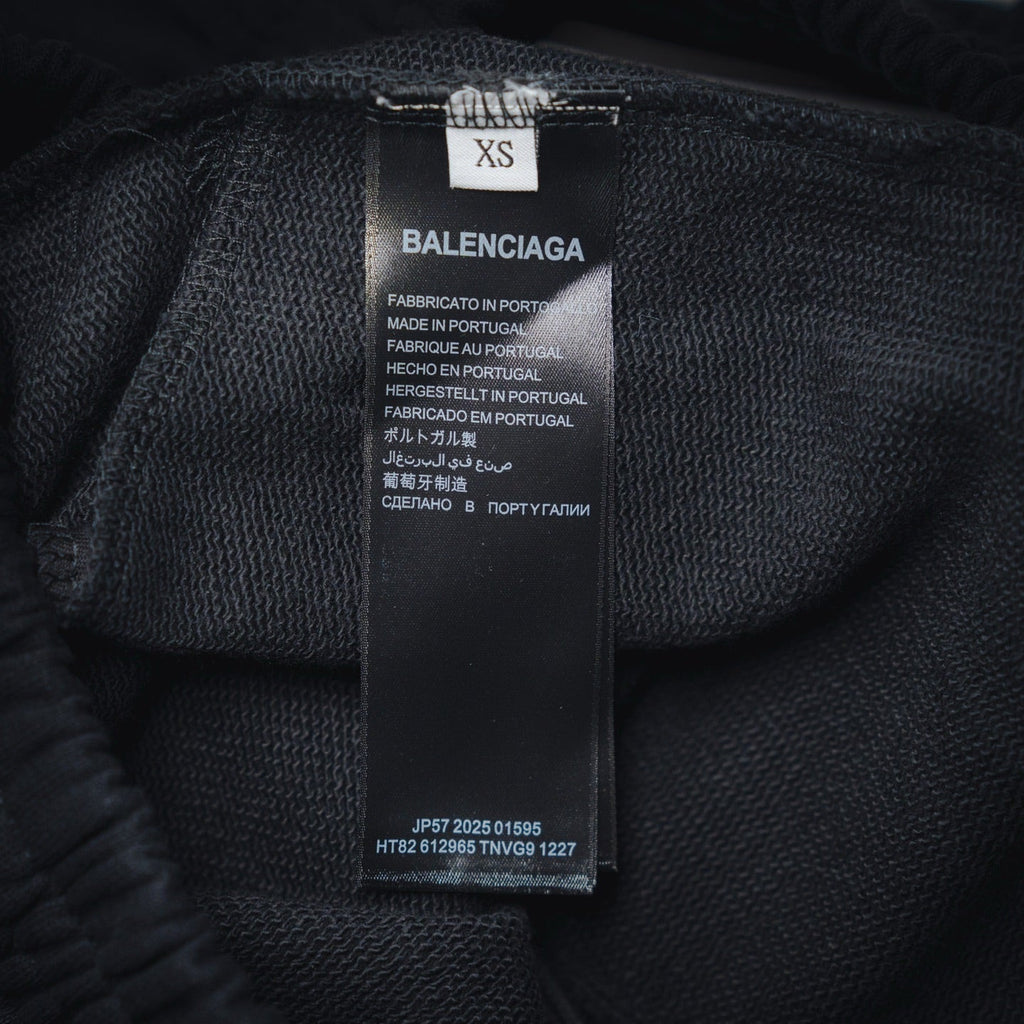 XS
BALENCIAGA
FABBRICATO IN
MADE IN PORTUGAL
FABRIQUE AU PORTUGAL
HECHO EN PORTUGAL
HERGESTELLT IN PORTUGAL
FABRICADO EM PORTUGAL
ポルトガル製
صنع في البرتغال
葡萄牙制造
СДЕЛАНО В ПОРТУГАЛИИ
JP57 2025 01595
HT82 612965 TNVG9 1227